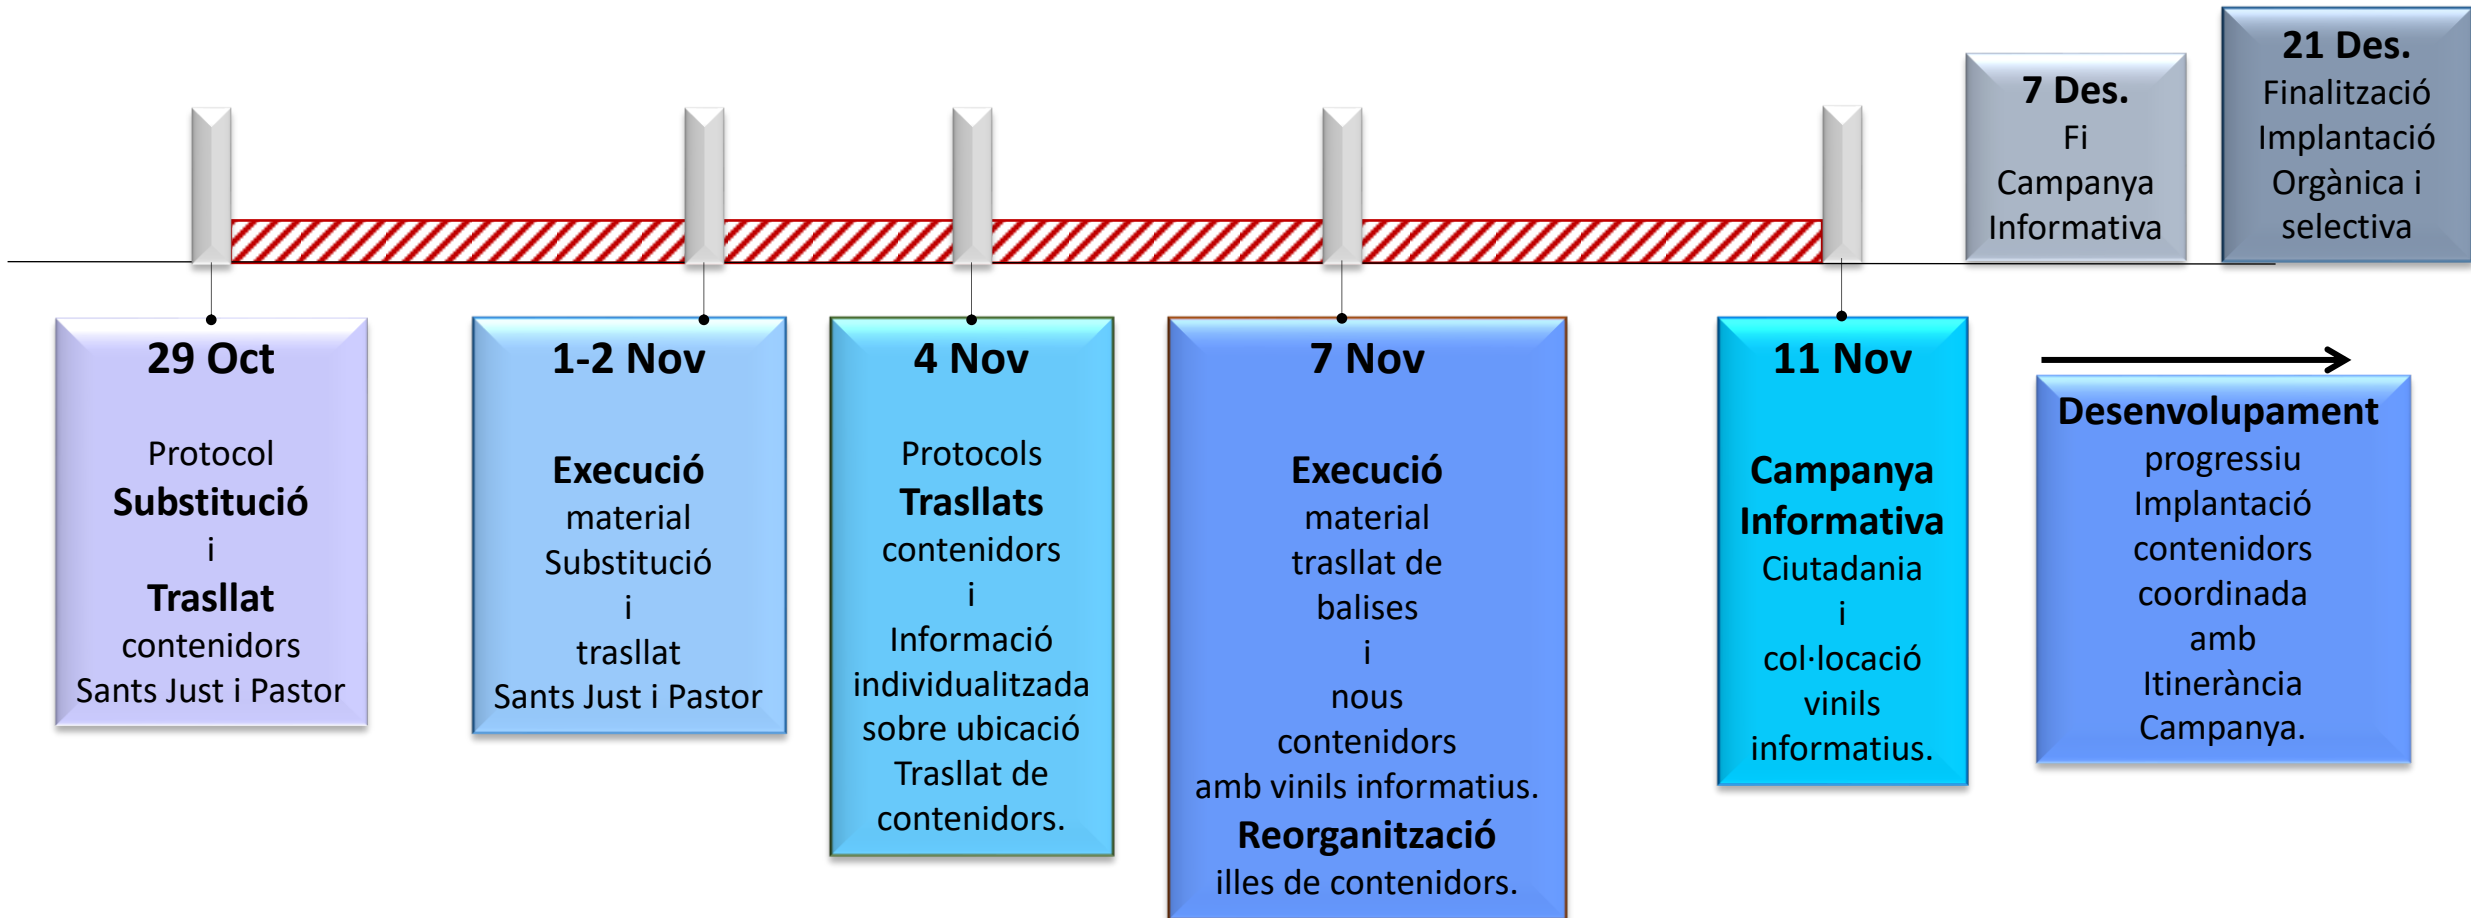 29 Oct
Protocol
Substitució
i
Trasllat
contenidors
Sants Just i Pastor
1-2 Nov
Execució
material
Substitució
i
trasllat
Sants Just i Pastor
4 Nov
Protocols
Trasllats
contenidors
i
Informació
individualitzada
sobre ubicació
Trasllat de
contenidors.
7 Nov
Execució
material
trasllat de
balises
i
nous
contenidors
amb vinils informatius.
Reorganització
illes de contenidors.
11 Nov
Campanya
Informativa
Ciutadania
i
col·locació
vinils
informatius.
Desenvolupament
progressiu
Implantació
contenidors
coordinada
amb
Itinerància
Campanya.
7 Des.
Fi
Campanya
Informativa
21 Des.
Finalització
Implantació
Orgànica i
selectiva